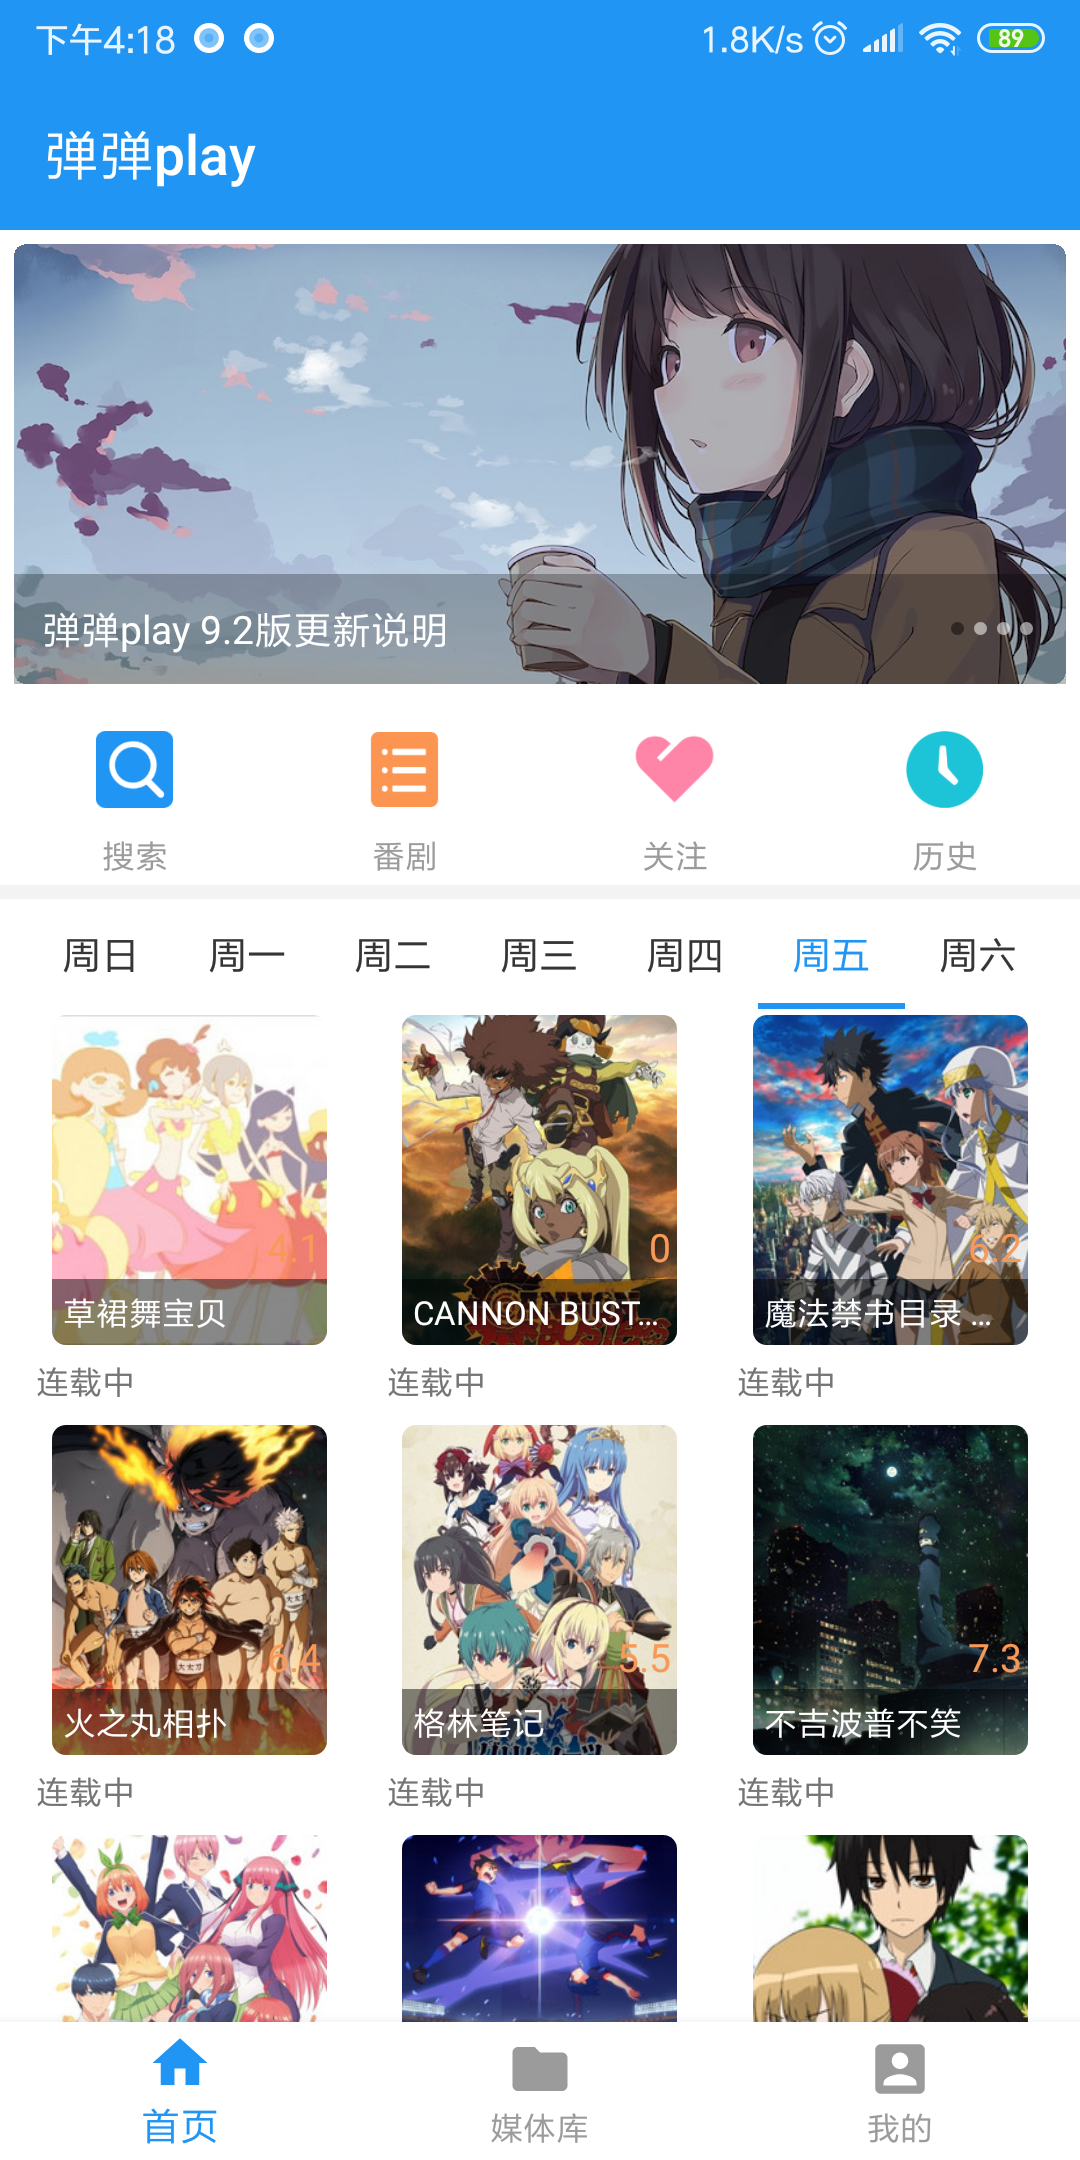 下午4:18
1.8K/s
89
弹弹play
弹弹play 9.2版更新说明
搜索 番剧 关注 历史
周日 周一 周二 周三 周四 周五 周六
4.1 0 6.2
草裙舞宝贝 CANNON BUST... 魔法禁书目录 ...
连载中 连载中 连载中
6.4 5.5 7.3
火之丸相扑 格林笔记 不吉波普不笑
连载中 连载中 连载中
首页 媒体库 我的